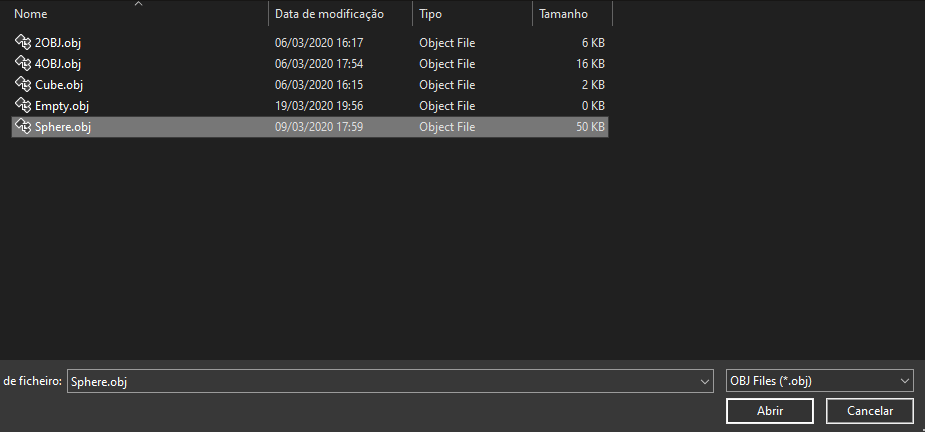 Nome Data de modificação Tipo Tamanho
2OBJ.obj 06/03/2020 16:17 Object File 6 KB
4OBJ.obj 06/03/2020 17:54 Object File 16 KB
Cube.obj 06/03/2020 16:15 Object File 2 KB
Empty.obj 19/03/2020 19:56 Object File 0 KB
Sphere.obj 09/03/2020 17:59 Object File 50 KB
de ficheiro: Sphere.obj OBJ Files (*.obj)
Abrir Cancelar